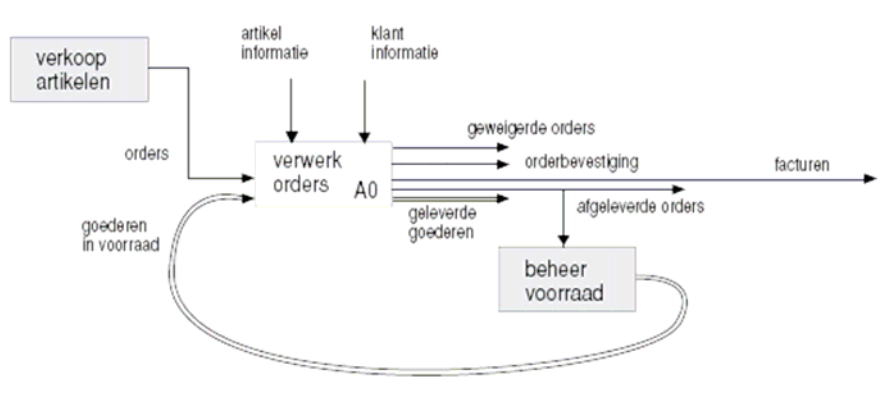 artikel
informatie
klant
informatie
verkoop
artikelen
geweigerde orders
orders
verwerk
orders
A0
orderbevestiging
facturen
afgeleverde orders
geleverde
goederen
goederen
in voorraad
beheer
voorraad